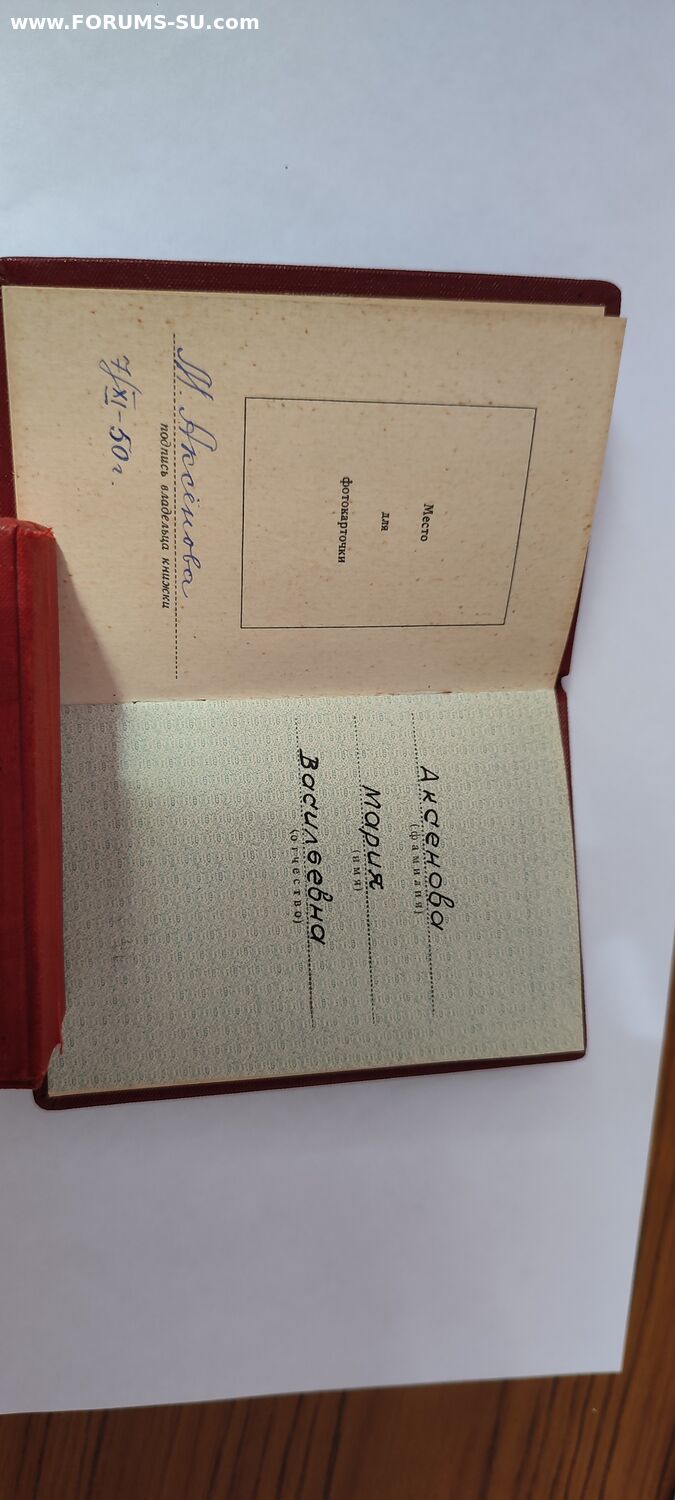 www.FORUMS-SU.com
Место
для
фотокарточки
М. Аксёнова
подпись владельца книжки
7/XI–50 г.
Аксенова
(фамилия)
Мария
(имя)
Васильевна
(отчество)